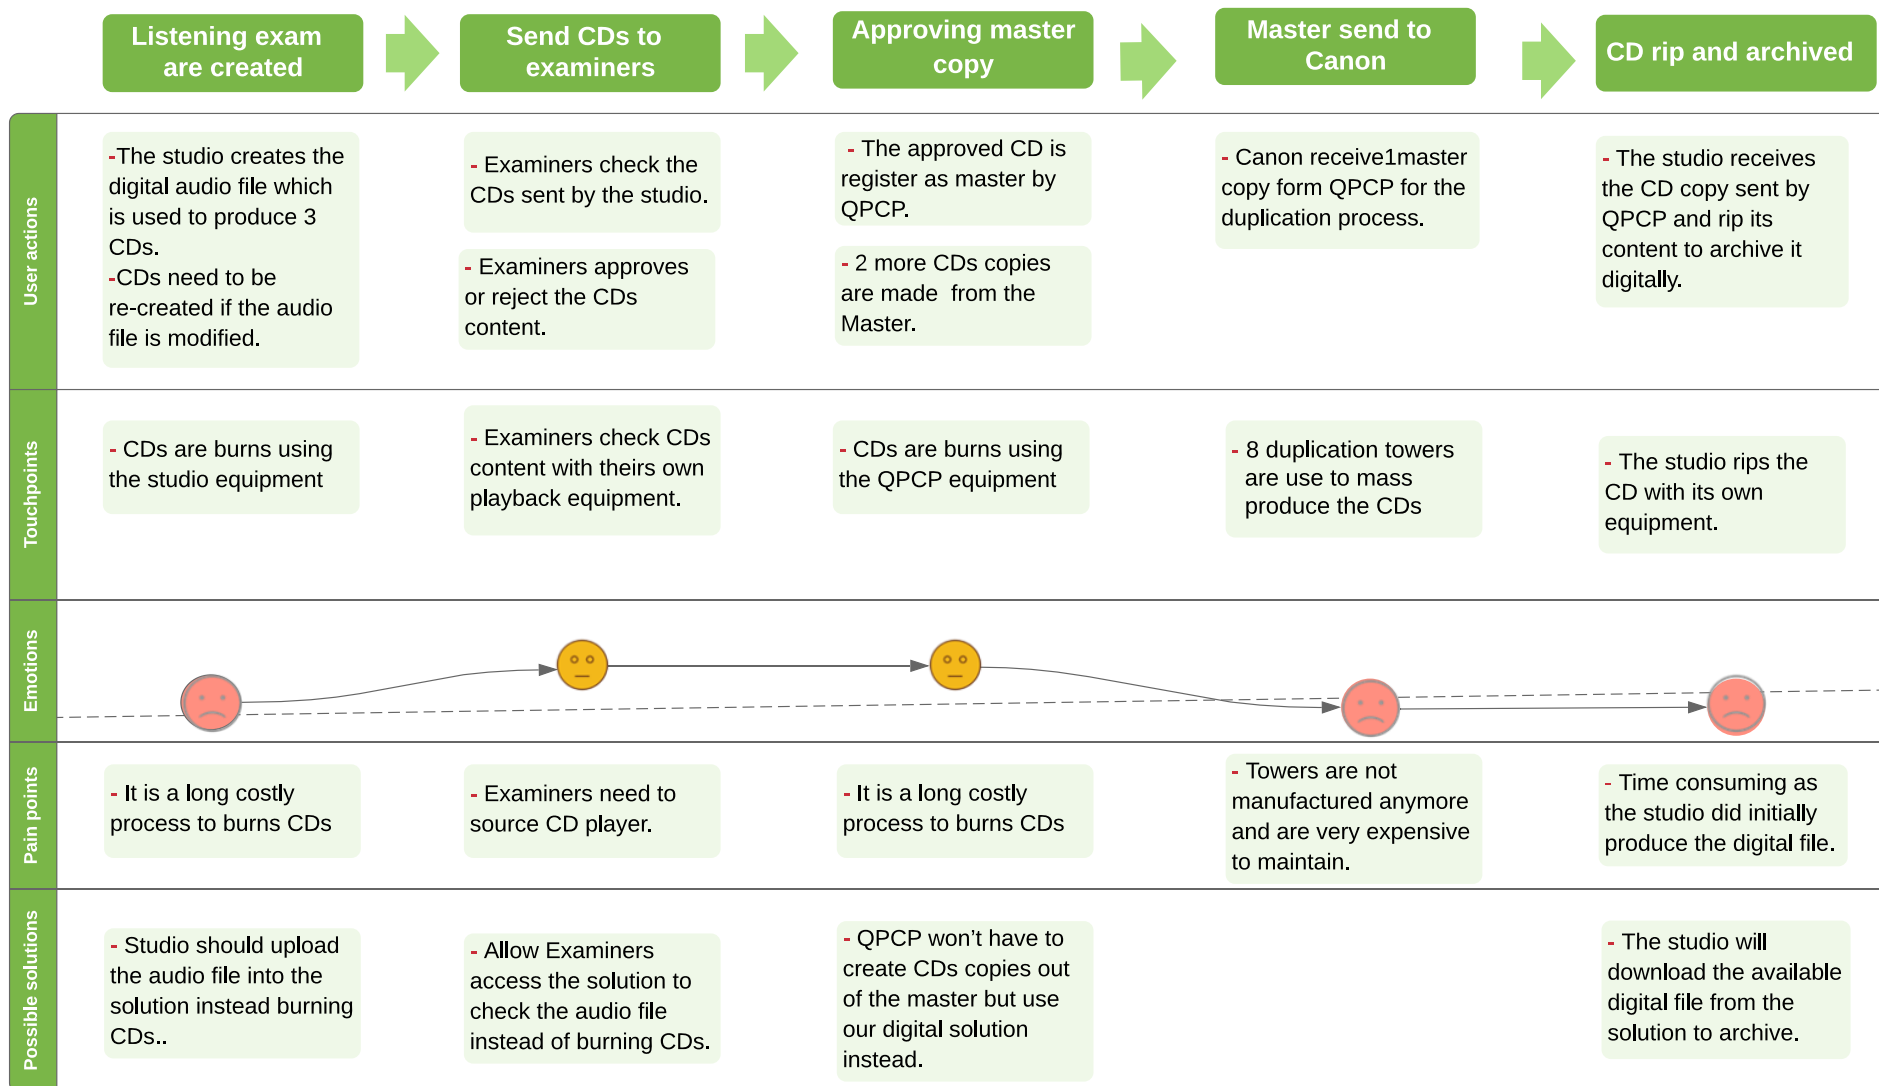 Listening exam
are created
Send CDs to
examiners
Approving master
copy
Master send to
Canon
CD rip and archived
User actions
-The studio creates the
digital audio file which
is used to produce 3
CDs.
-CDs need to be
re-created if the audio
file is modified.
- Examiners check the
CDs sent by the studio.
- Examiners approves
or reject the CDs
content.
- The approved CD is
register as master by
QPCP.
- 2 more CDs copies
are made from the
Master.
- Canon receive1master
copy form QPCP for the
duplication process.
- The studio receives
the CD copy sent by
QPCP and rip its
content to archive it
digitally.
Touchpoints
- CDs are burns using
the studio equipment
- Examiners check CDs
content with theirs own
playback equipment.
- CDs are burns using
the QPCP equipment
- 8 duplication towers
are use to mass
produce the CDs
- The studio rips the
CD with its own
equipment.
Emotions
Pain points
- It is a long costly
process to burns CDs
- Examiners need to
source CD player.
- It is a long costly
process to burns CDs
- Towers are not
manufactured anymore
and are very expensive
to maintain.
- Time consuming as
the studio did initially
produce the digital file.
Possible solutions
- Studio should upload
the audio file into the
solution instead burning
CDs..
- Allow Examiners
access the solution to
check the audio file
instead of burning CDs.
- QPCP won’t have to
create CDs copies out
of the master but use
our digital solution
instead.
- The studio will
download the available
digital file from the
solution to archive.